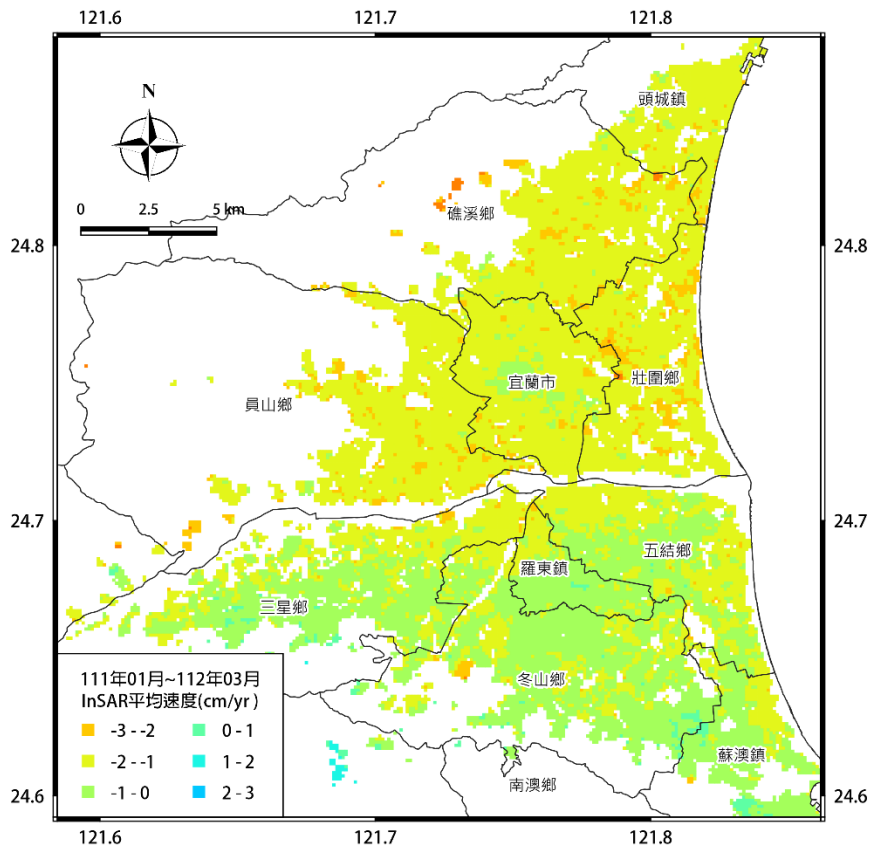 121.6 121.7 121.8
N
頭城鎮
0 2.5 5 km
礁溪鄉
24.8 24.8
宜蘭市
壯圍鄉
員山鄉
24.7 24.7
五結鄉
羅東鎮
三星鄉
冬山鄉
蘇澳鎮
南澳鄉
111年01月~112年03月
InSAR平均速度(cm/yr)
-3 - -2 0 - 1
-2 - -1 1 - 2
-1 - 0 2 - 3
24.6 24.6
121.6 121.7 121.8